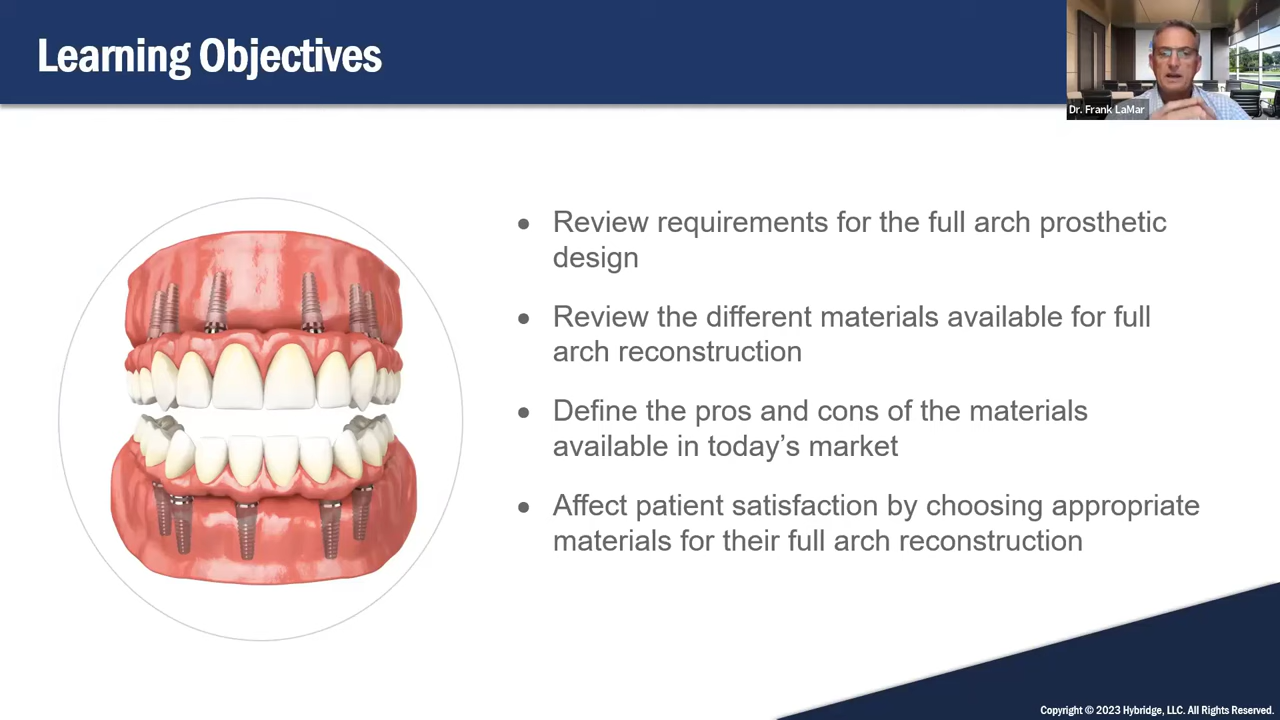 Learning Objectives
Dr. Frank LaMar
● Review requirements for the full arch prosthetic
design
● Review the different materials available for full
arch reconstruction
● Define the pros and cons of the materials
available in today’s market
● Affect patient satisfaction by choosing appropriate
materials for their full arch reconstruction
Copyright © 2023 Hybridge, LLC. All Rights Reserved.